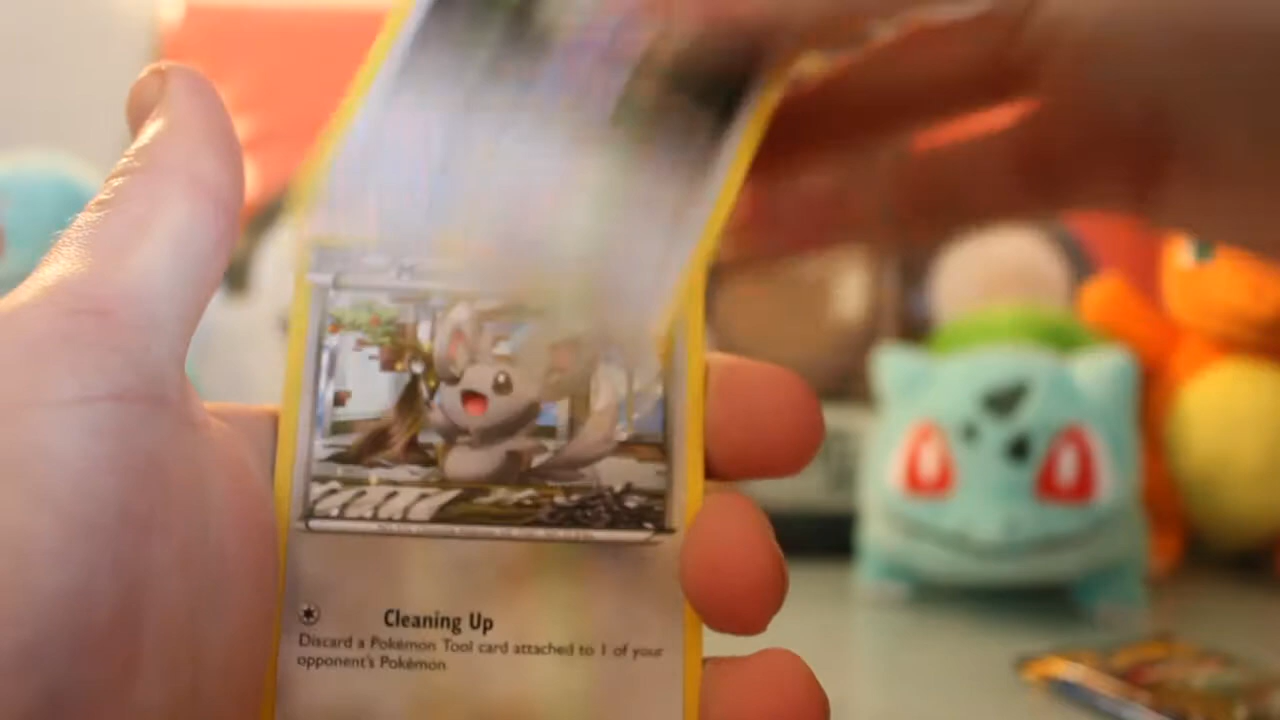 Cleaning Up
Discard a Pokémon Tool card attached to 1 of your
opponent's Pokémon.